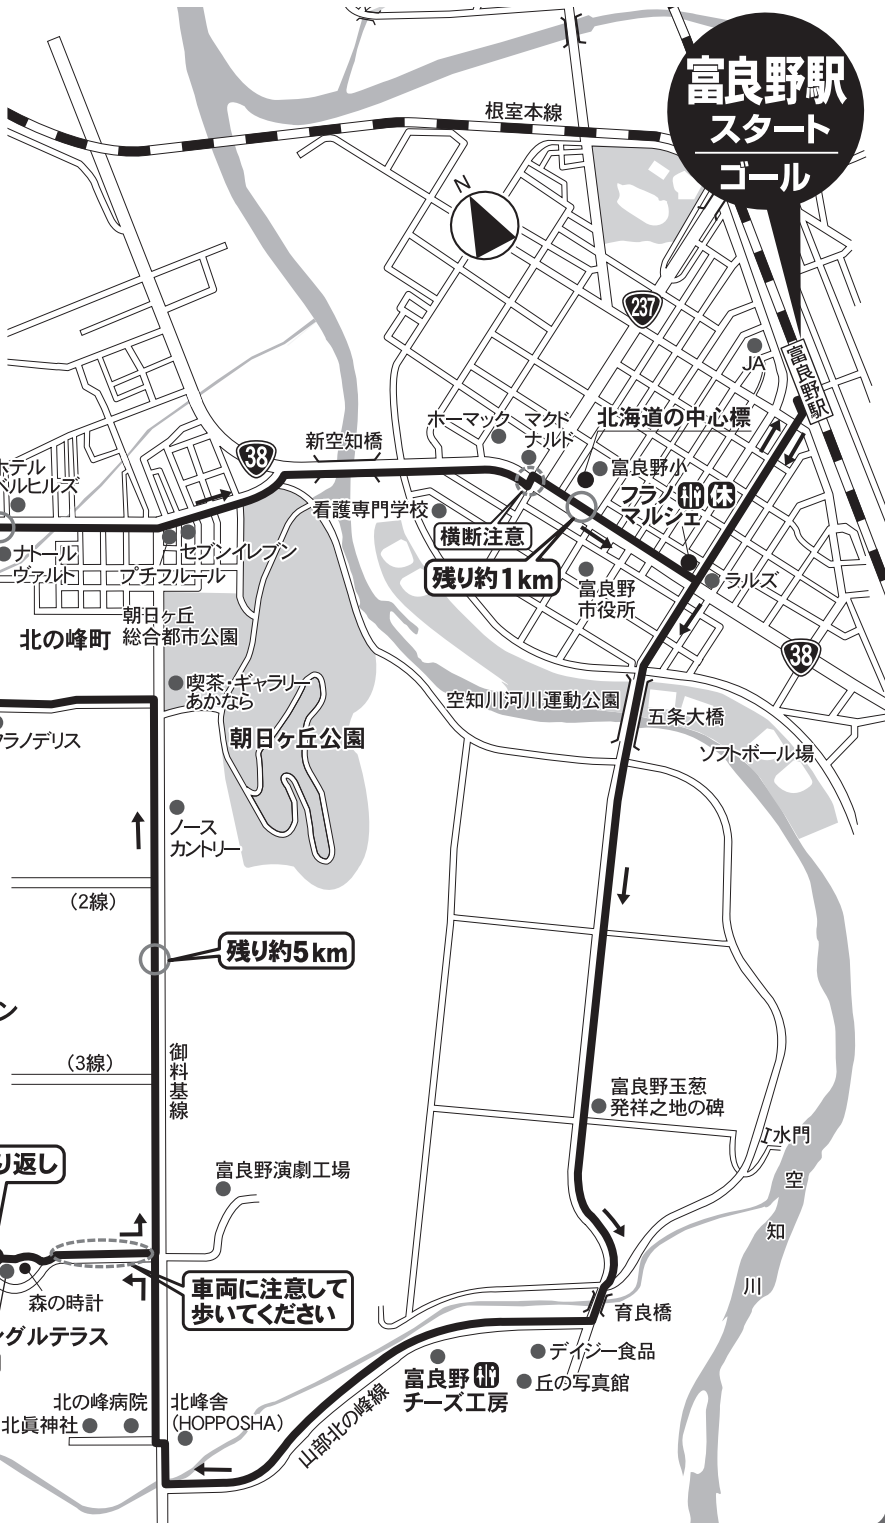 富良野駅
スタート
ゴール
根室本線
N
237
JA
富良野駅
ホーマック
マクド
ナルド
北海道の中心標
新空知橋
38
富良野小
フラノ
マルシェ
休
看護専門学校
横断注意
残り約1km
富良野
市役所
ラルズ
38
ホテル
ベルヒルズ
ナトゥール
ヴァルト
セブンイレブン
プチフルール
朝日ヶ丘
総合都市公園
北の峰町
喫茶・ギャラリー
あかなら
朝日ヶ丘公園
空知川河川運動公園
五条大橋
ソフトボール場
フラノデリス
ノース
カントリー
(2線)
残り約5km
ン
(3線)
御料基線
富良野玉葱
発祥之地の碑
水門
空知川
り返し
富良野演劇工場
車両に注意して
歩いてください
森の時計
ングルテラス
育良橋
デイジー食品
丘の写真館
富良野
チーズ工房
山部北の峰線
北の峰病院
北真神社
北峰舎
(HOPPOSHA)